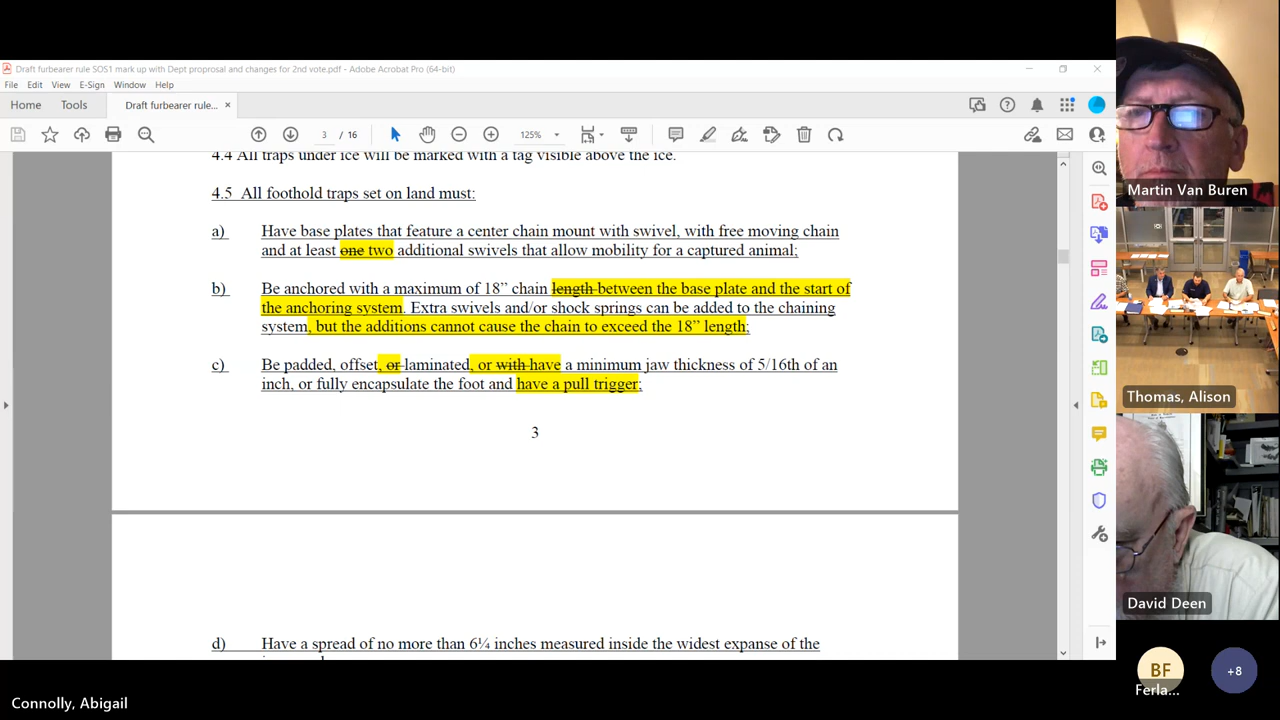 Draft furbearer rule SOS1 mark up with Dept proprosal and changes for 2nd vote.pdf - Adobe Acrobat Pro (64-bit)
File Edit View E-Sign Window Help
Home Tools Draft furbearer rule... ×
3 / 16 125%
4.4 All traps under ice will be marked with a tag visible above the ice.
4.5 All foothold traps set on land must:
a) Have base plates that feature a center chain mount with swivel, with free moving chain
and at least one two additional swivels that allow mobility for a captured animal;
b) Be anchored with a maximum of 18” chain length between the base plate and the start of
the anchoring system. Extra swivels and/or shock springs can be added to the chaining
system, but the additions cannot cause the chain to exceed the 18” length;
c) Be padded, offset, or laminated, or with have a minimum jaw thickness of 5/16th of an
inch, or fully encapsulate the foot and have a pull trigger;
3
d) Have a spread of no more than 6¼ inches measured inside the widest expanse of the
Martin Van Buren
Thomas, Alison
David Deen
BF
Ferla...
+8
Connolly, Abigail